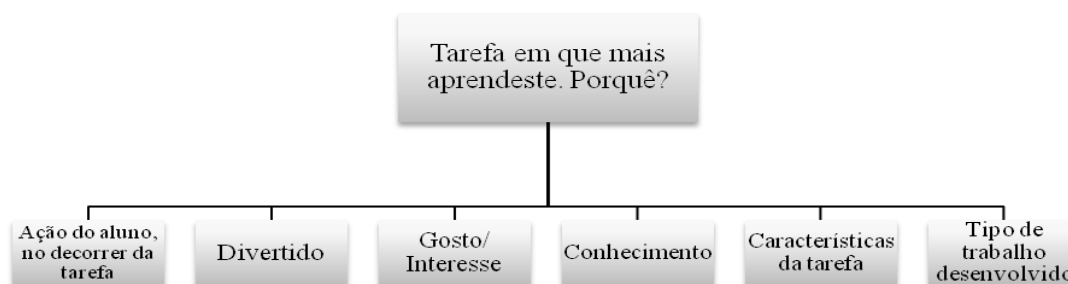 Tarefa em que mais
aprendeste. Porquê?
Ação do aluno,
no decorrer da
tarefa
Divertido
Gosto/
Interesse
Conhecimento
Características
da tarefa
Tipo de
trabalho
desenvolvido